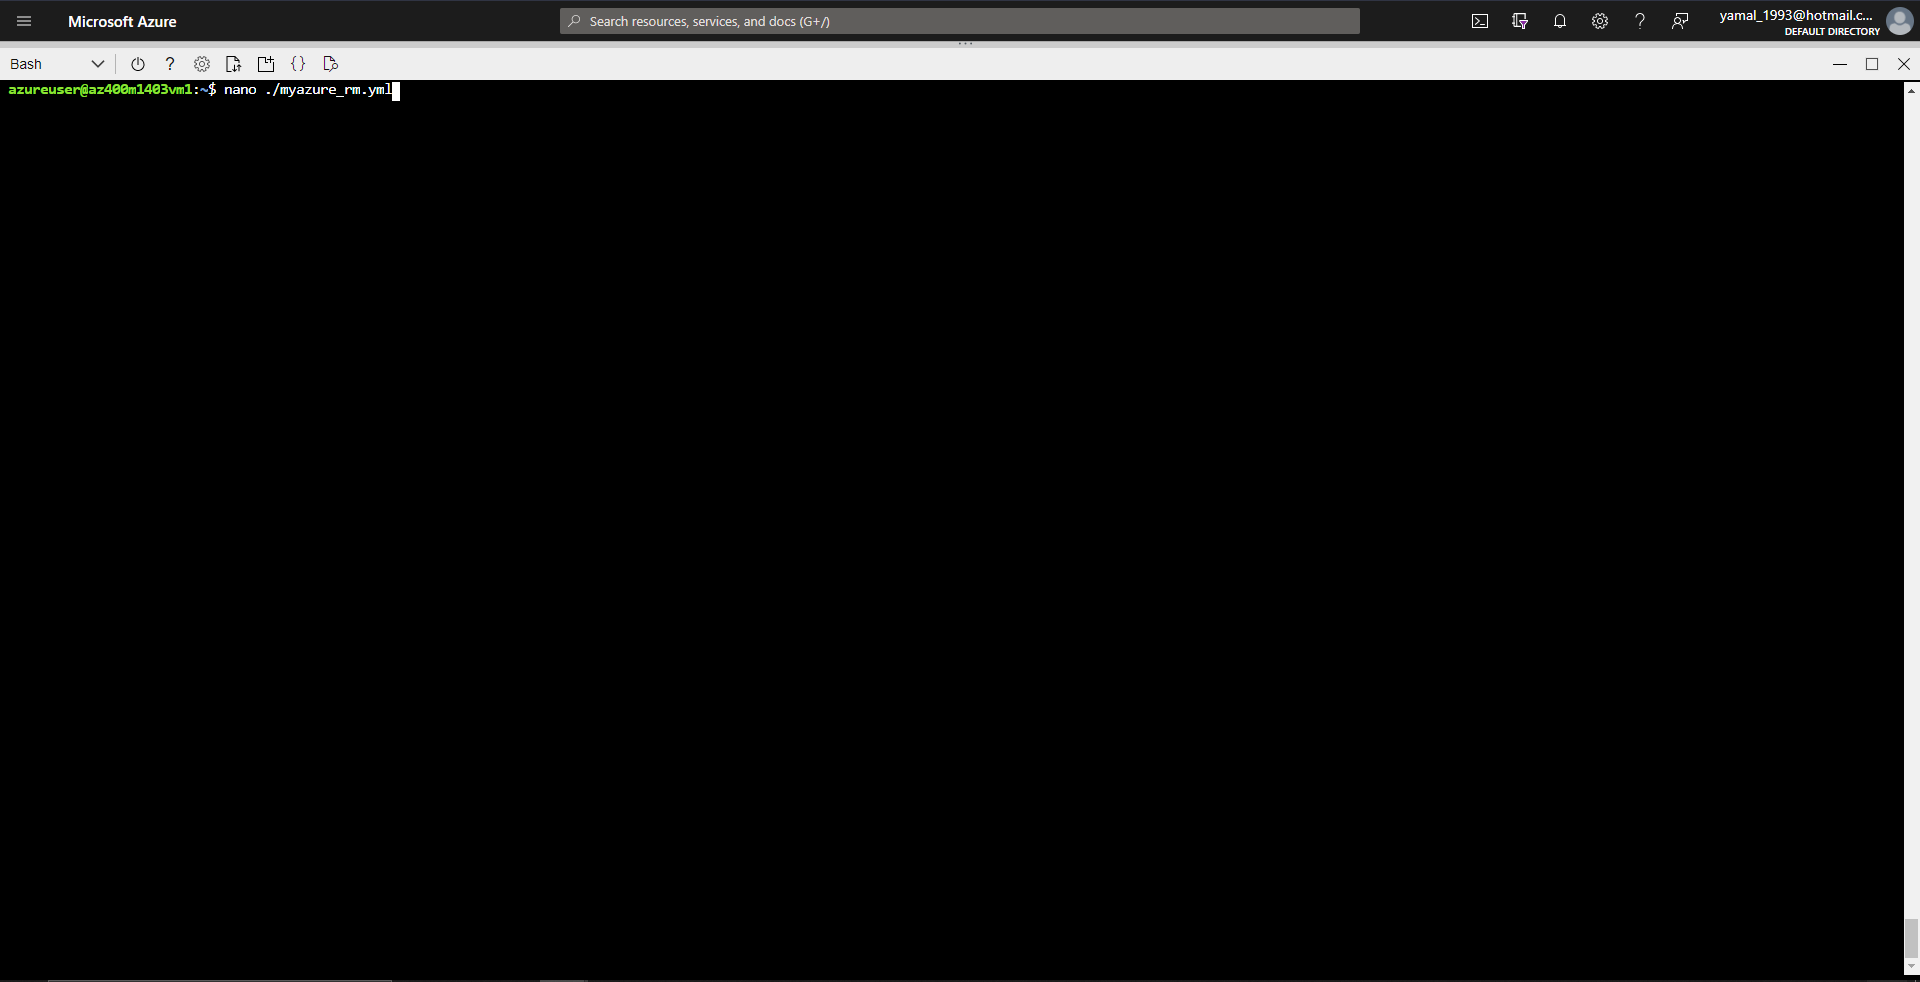 Microsoft Azure
Search resources, services, and docs (G+/)
yamal_1993@hotmail.c...
DEFAULT DIRECTORY
Bash
azureuser@az400m1403vm1:~$ nano ./myazure_rm.yml